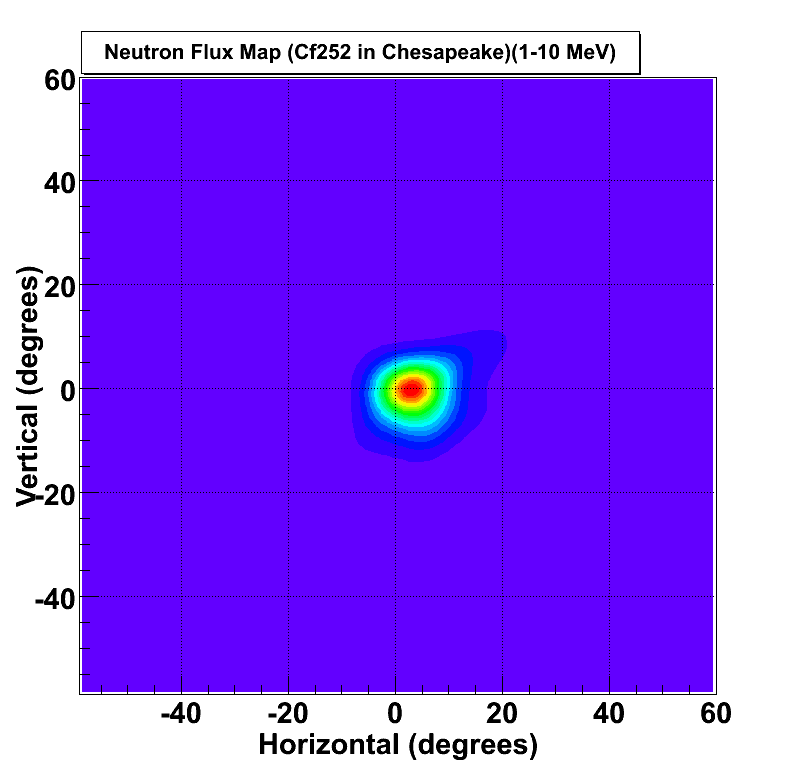 Neutron Flux Map (Cf252 in Chesapeake)(1-10 MeV)
60
40
20
0
-20
-40
Vertical (degrees)
-40 -20 0 20 40 60
Horizontal (degrees)